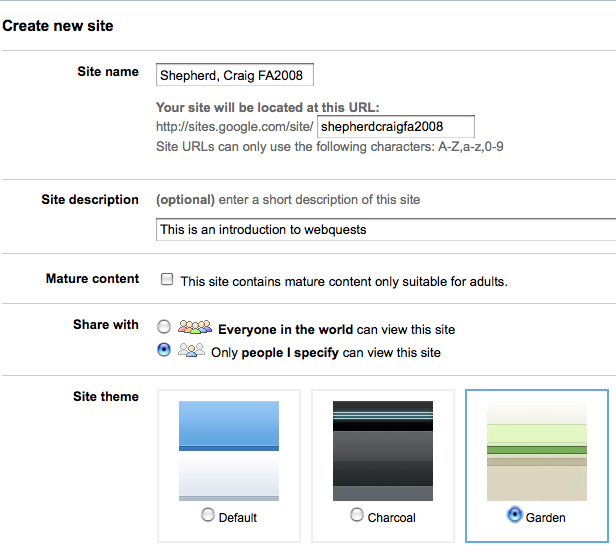 Create new site
Site name
Shepherd, Craig FA2008
Your site will be located at this URL:
http://sites.google.com/site/ shepherdcraigfa2008
Site URLs can only use the following characters: A-Z,a-z,0-9
Site description (optional) enter a short description of this site
This is an introduction to webquests
Mature content This site contains mature content only suitable for adults.
Share with Everyone in the world can view this site
Only people I specify can view this site
Site theme
Default Charcoal Garden